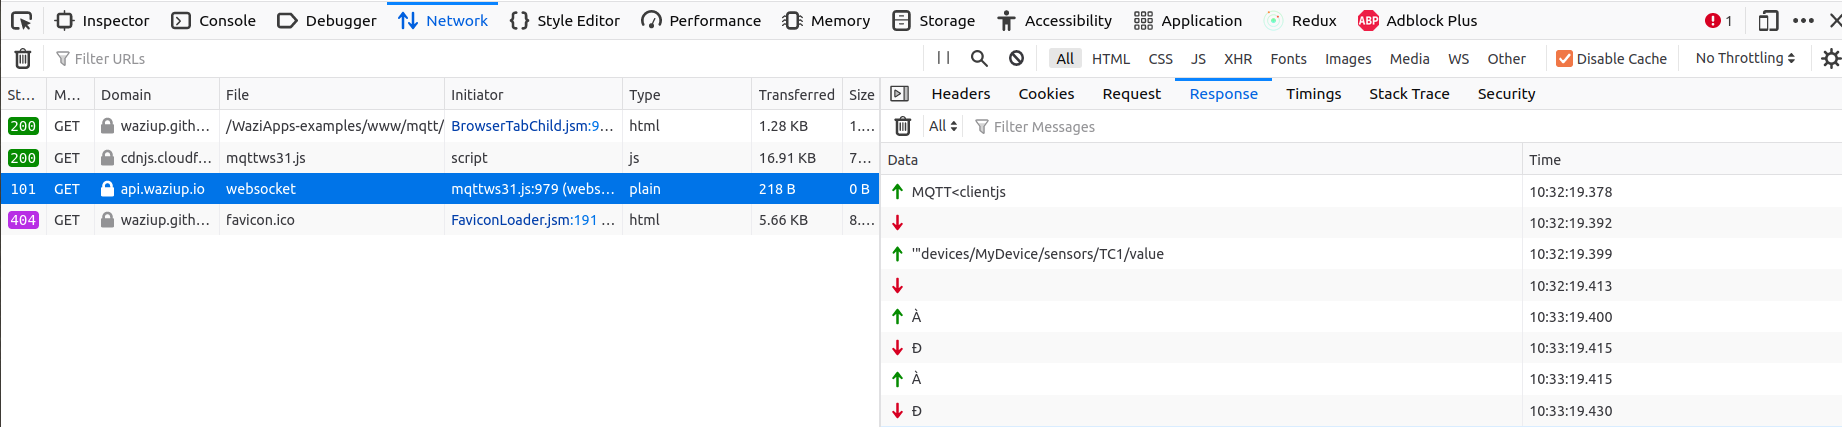 Inspector Console Debugger Network Style Editor Performance Memory Storage Accessibility Application Redux ABP Adblock Plus 1
Filter URLs All HTML CSS JS XHR Fonts Images Media WS Other Disable Cache No Throttling
St... M... Domain File Initiator Type Transferred Size Headers Cookies Request Response Timings Stack Trace Security
200 GET waziup.gith... /WaziApps-examples/www/mqtt/ BrowserTabChild.jsm:9... html 1.28 KB 1.... All Filter Messages
200 GET cdnjs.cloudf... mqttws31.js script js 16.91 KB 7... Data Time
101 GET api.waziup.io websocket mqttws31.js:979 (webs... plain 218 B 0 B MQTT<clientjs 10:32:19.378
404 GET waziup.gith... favicon.ico FaviconLoader.jsm:191 ... html 5.66 KB 8.... 10:32:19.392
'"devices/MyDevice/sensors/TC1/value 10:32:19.399
10:32:19.413
À 10:33:19.400
Đ 10:33:19.415
À 10:33:19.415
Đ 10:33:19.430